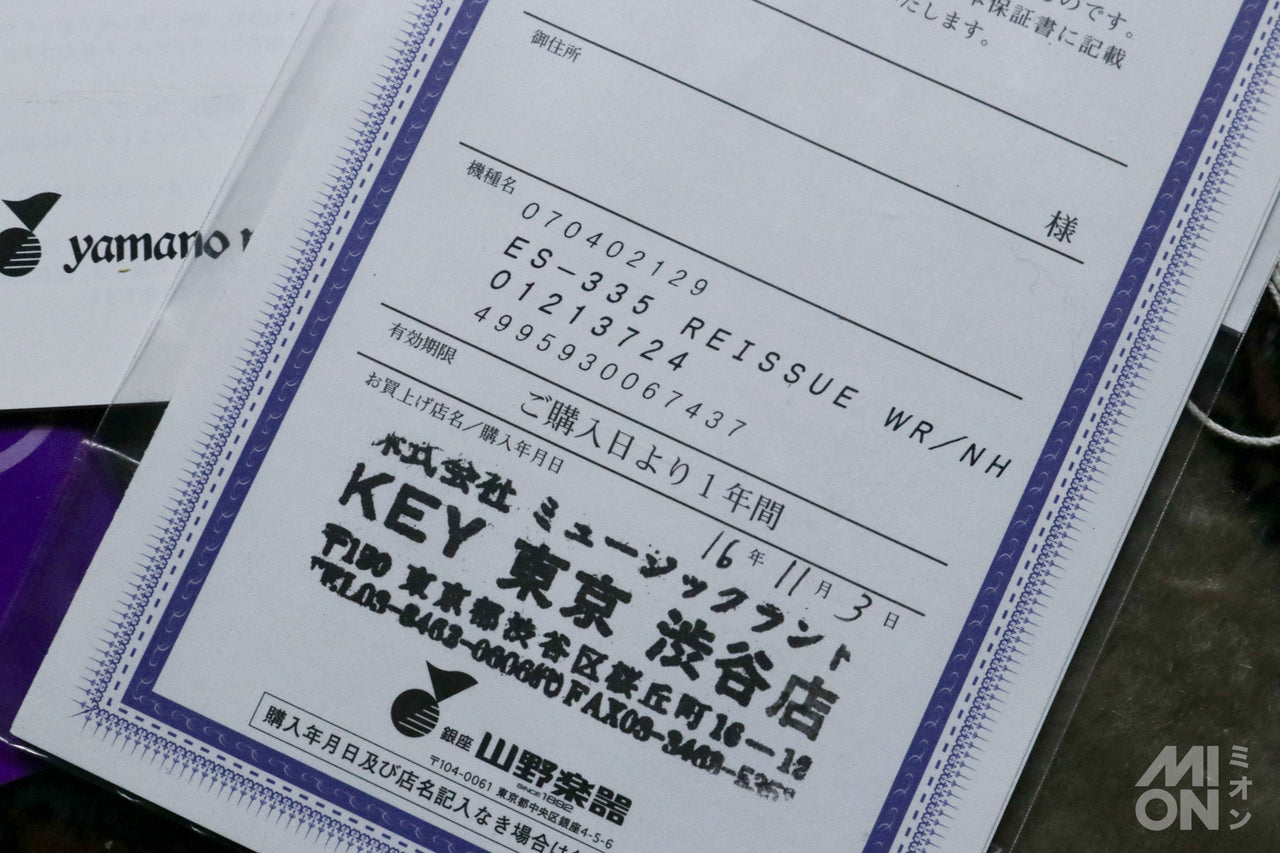 のです。
保証書に記載
たします。
御住所
様
機種名
070402129
ES-335 REISSUE WR/NH
01213724
4995930067437
有効期限
ご購入日より1年間
お買上げ店名/購入年月日
16年 11月 3日
株式会社 ミュージックランド
KEY 東京 渋谷店
〒150 東京都渋谷区桜丘町16-12
TEL03-3463-0606 FAX03-3463
銀座 山野楽器
SINCE 1892
〒104-0061 東京都中央区銀座4-5-6
購入年月日及び店名記入なき場合は
yamano
MION
ミオン